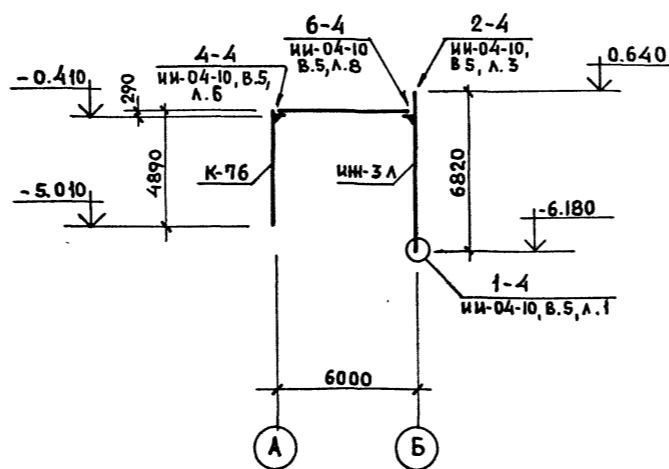 6-4
ИИ-04-10
В.5, Л.8
2-4
ИИ-04-10,
В 5, Л. 3
4-4
ИИ-04-10, В.5,
Л. 6
-0.410
290
0.640
4890
К-76
ИЖ-3Л
6820
-5.010
-6.180
1-4
ИИ-04-10, В.5, Л.1
6000
А
Б